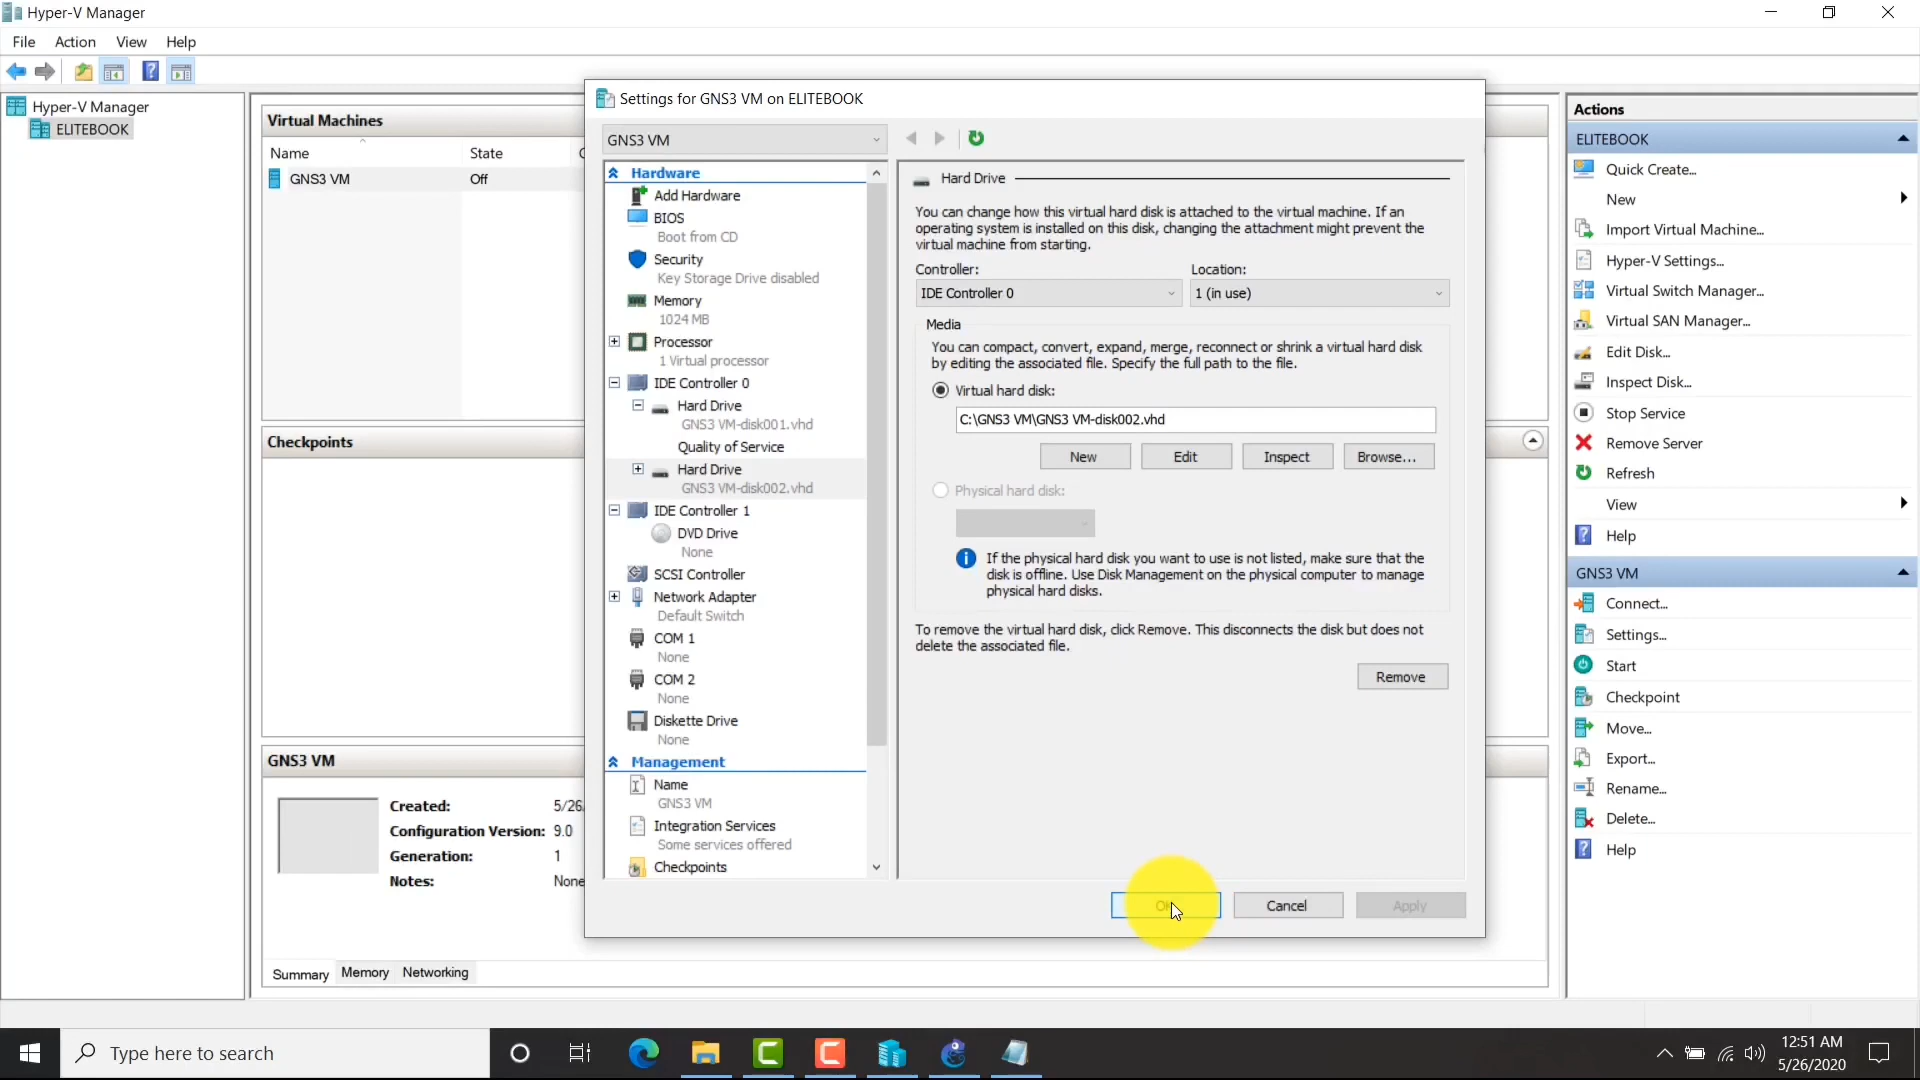 Hyper-V Manager
File Action View Help
Hyper-V Manager
ELITEBOOK
Virtual Machines
Name State
GNS3 VM Off
Checkpoints
GNS3 VM
Created: 5/26
Configuration Version: 9.0
Generation: 1
Notes: None
Summary Memory Networking
Settings for GNS3 VM on ELITEBOOK
GNS3 VM
Hardware
Add Hardware
BIOS
Boot from CD
Security
Key Storage Drive disabled
Memory
1024 MB
Processor
1 Virtual processor
IDE Controller 0
Hard Drive
GNS3 VM-disk001.vhd
Quality of Service
Hard Drive
GNS3 VM-disk002.vhd
IDE Controller 1
DVD Drive
None
SCSI Controller
Network Adapter
Default Switch
COM 1
None
COM 2
None
Diskette Drive
None
Management
Name
GNS3 VM
Integration Services
Some services offered
Checkpoints
Hard Drive
You can change how this virtual hard disk is attached to the virtual machine. If an
operating system is installed on this disk, changing the attachment might prevent the
virtual machine from starting.
Controller: Location:
IDE Controller 0 1 (in use)
Media
You can compact, convert, expand, merge, reconnect or shrink a virtual hard disk
by editing the associated file. Specify the full path to the file.
Virtual hard disk:
C:\GNS3 VM\GNS3 VM-disk002.vhd
New Edit Inspect Browse...
Physical hard disk:
If the physical hard disk you want to use is not listed, make sure that the
disk is offline. Use Disk Management on the physical computer to manage
physical hard disks.
To remove the virtual hard disk, click Remove. This disconnects the disk but does not
delete the associated file.
Remove
OK Cancel Apply
Actions
ELITEBOOK
Quick Create...
New
Import Virtual Machine...
Hyper-V Settings...
Virtual Switch Manager...
Virtual SAN Manager...
Edit Disk...
Inspect Disk...
Stop Service
Remove Server
Refresh
View
Help
GNS3 VM
Connect...
Settings...
Start
Checkpoint
Move...
Export...
Rename...
Delete...
Help
Type here to search
12:51 AM
5/26/2020